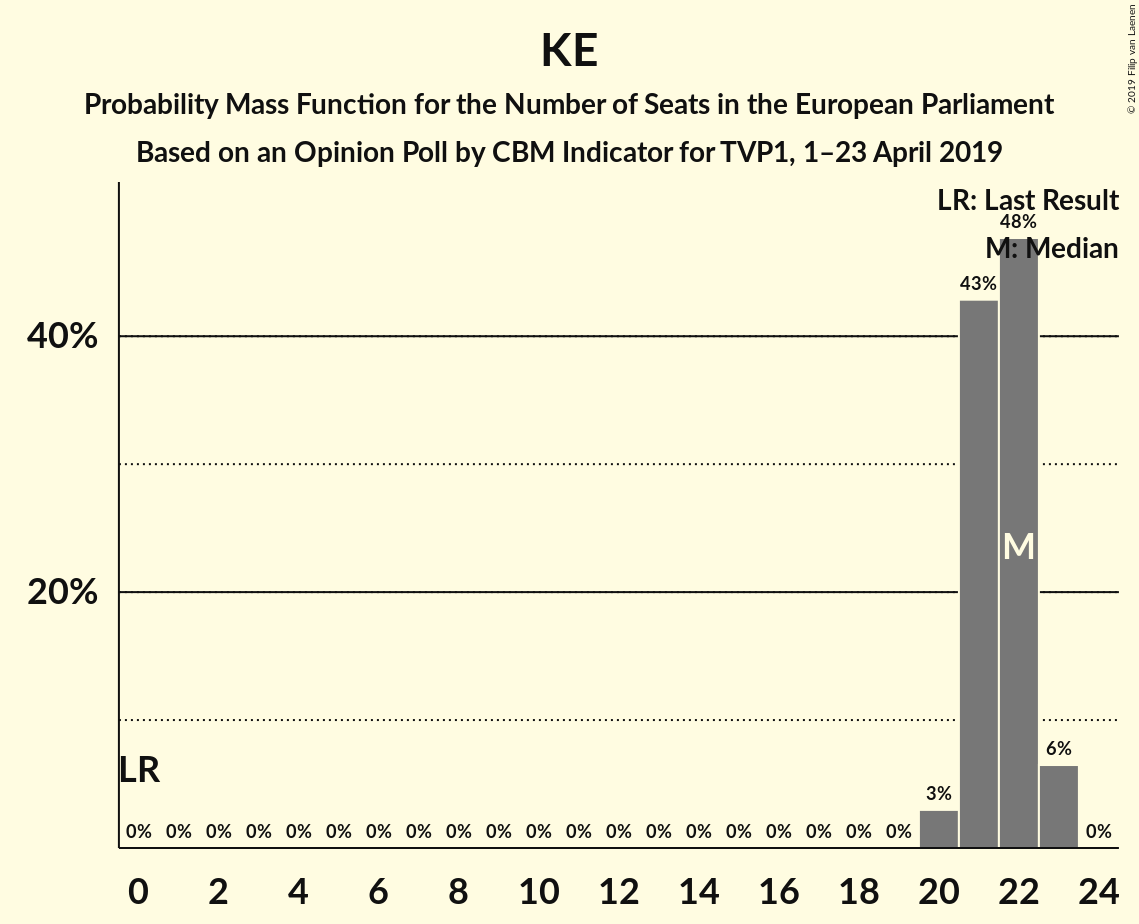 KE
Probability Mass Function for the Number of Seats in the European Parliament
Based on an Opinion Poll by CBM Indicator for TVP1, 1–23 April 2019
© 2019 Filip van Laenen
LR: Last Result
M: Median
48%
43%
40%
M
20%
LR
6%
3%
0% 0% 0% 0% 0% 0% 0% 0% 0% 0% 0% 0% 0% 0% 0% 0% 0% 0% 0% 0% 0%
0 2 4 6 8 10 12 14 16 18 20 22 24